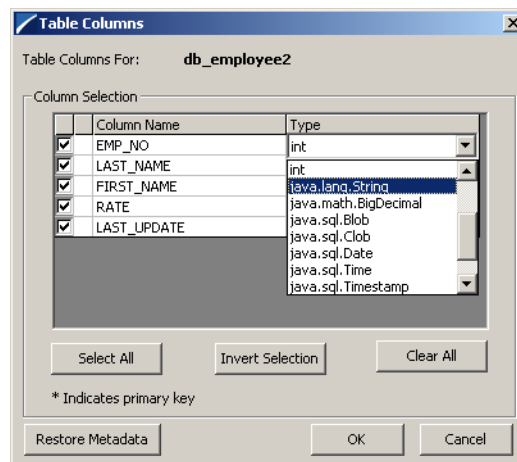 Table Columns
Table Columns For: db_employee2
Column Selection
Column Name Type
EMP_NO int
LAST_NAME int
FIRST_NAME java.lang.String
RATE java.math.BigDecimal
LAST_UPDATE java.sql.Blob
java.sql.Clob
java.sql.Date
java.sql.Time
java.sql.Timestamp
Select All Invert Selection Clear All
* Indicates primary key
Restore Metadata OK Cancel